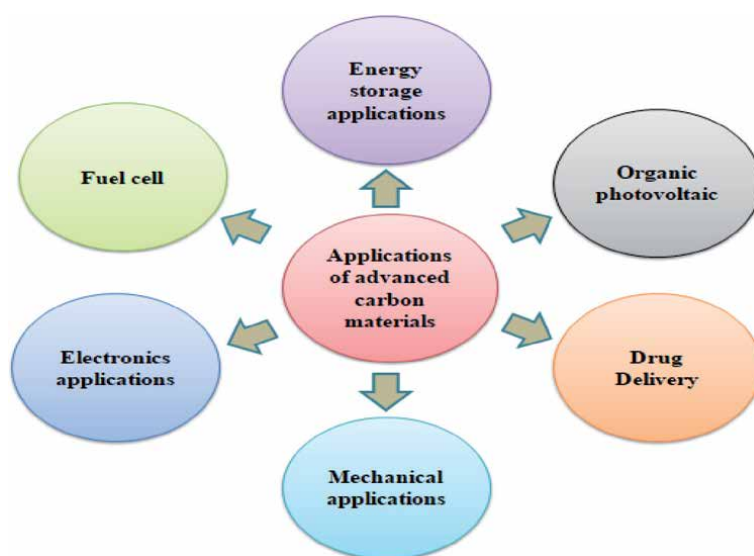 Energy
storage
applications
Fuel cell
Organic
photovoltaic
Applications
of advanced
carbon
materials
Electronics
applications
Drug
Delivery
Mechanical
applications